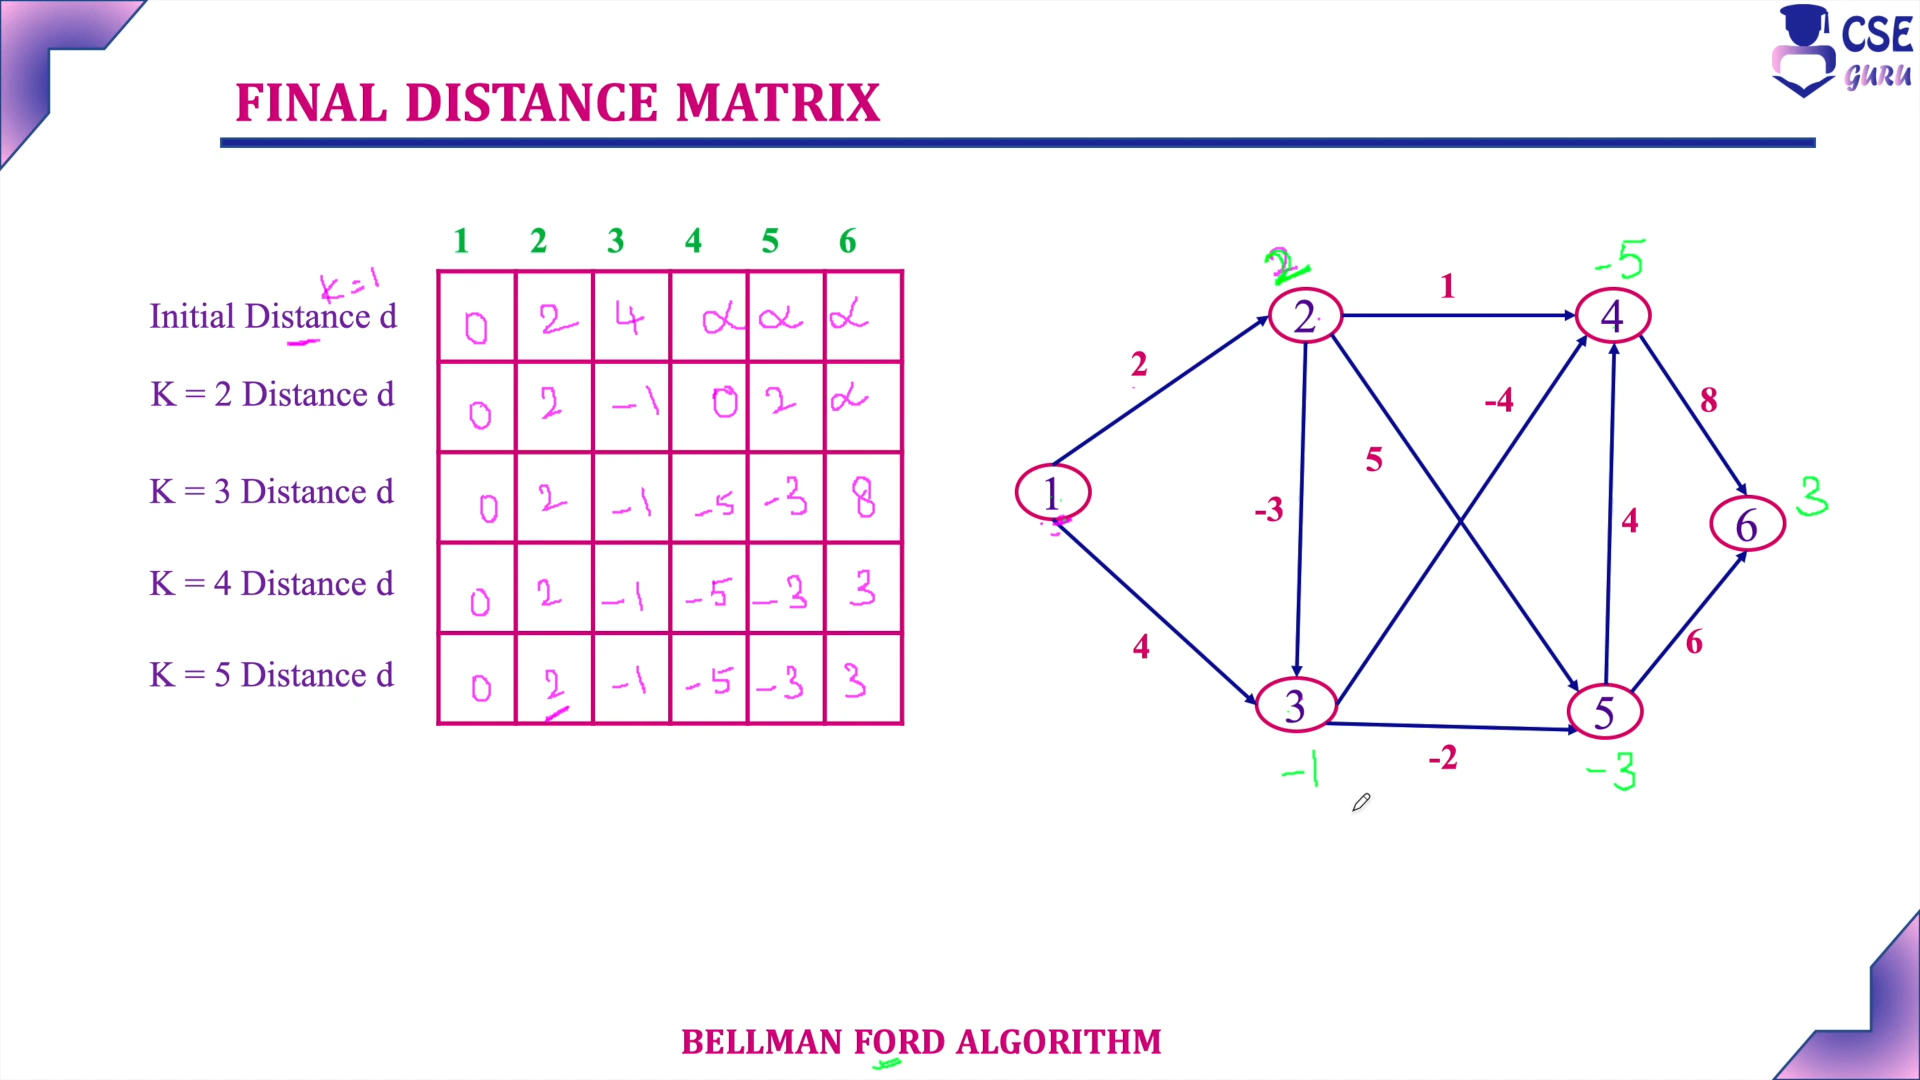 CSE
GURU
FINAL DISTANCE MATRIX
1 2 3 4 5 6
K=1
Initial Distance d 0 2 4 α α α
K = 2 Distance d 0 2 -1 0 2 α
K = 3 Distance d 0 2 -1 -5 -3 8
K = 4 Distance d 0 2 -1 -5 -3 3
K = 5 Distance d 0 2 -1 -5 -3 3
2 -5
1
2 4
2
-4 8
5
-3
1
3
6
4
4
6
3
5
-2
-1 -3
BELLMAN FORD ALGORITHM